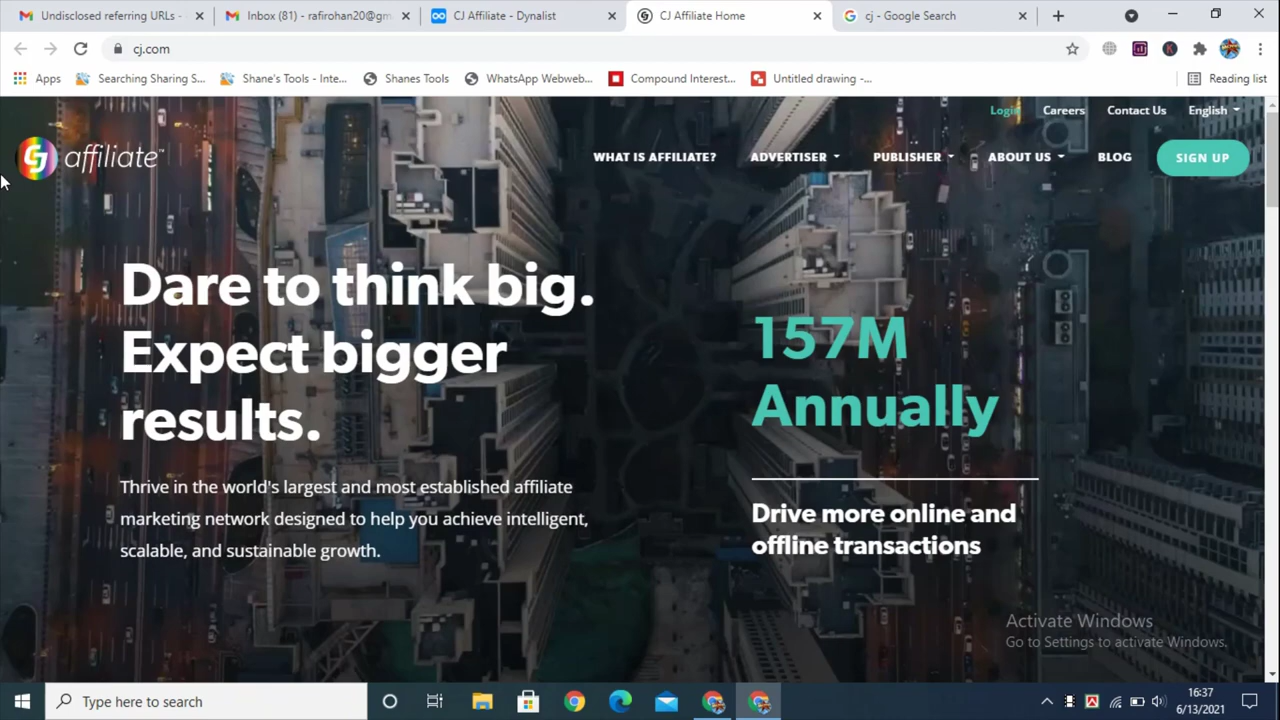 Undisclosed referring URLs -
Inbox (81) - rafirohan20@gm
CJ Affiliate - Dynalist
CJ Affiliate Home
cj - Google Search
cj.com
Apps
Searching Sharing S...
Shane's Tools - Inte...
Shanes Tools
WhatsApp Webweb...
Compound Interest...
Untitled drawing -...
Reading list
Login
Careers
Contact Us
English
CJ affiliate™
WHAT IS AFFILIATE?
ADVERTISER
PUBLISHER
ABOUT US
BLOG
SIGN UP
Dare to think big.
Expect bigger
results.
Thrive in the world's largest and most established affiliate
marketing network designed to help you achieve intelligent,
scalable, and sustainable growth.
157M
Annually
Drive more online and
offline transactions
Activate Windows
Go to Settings to activate Windows.
Type here to search
16:37
6/13/2021